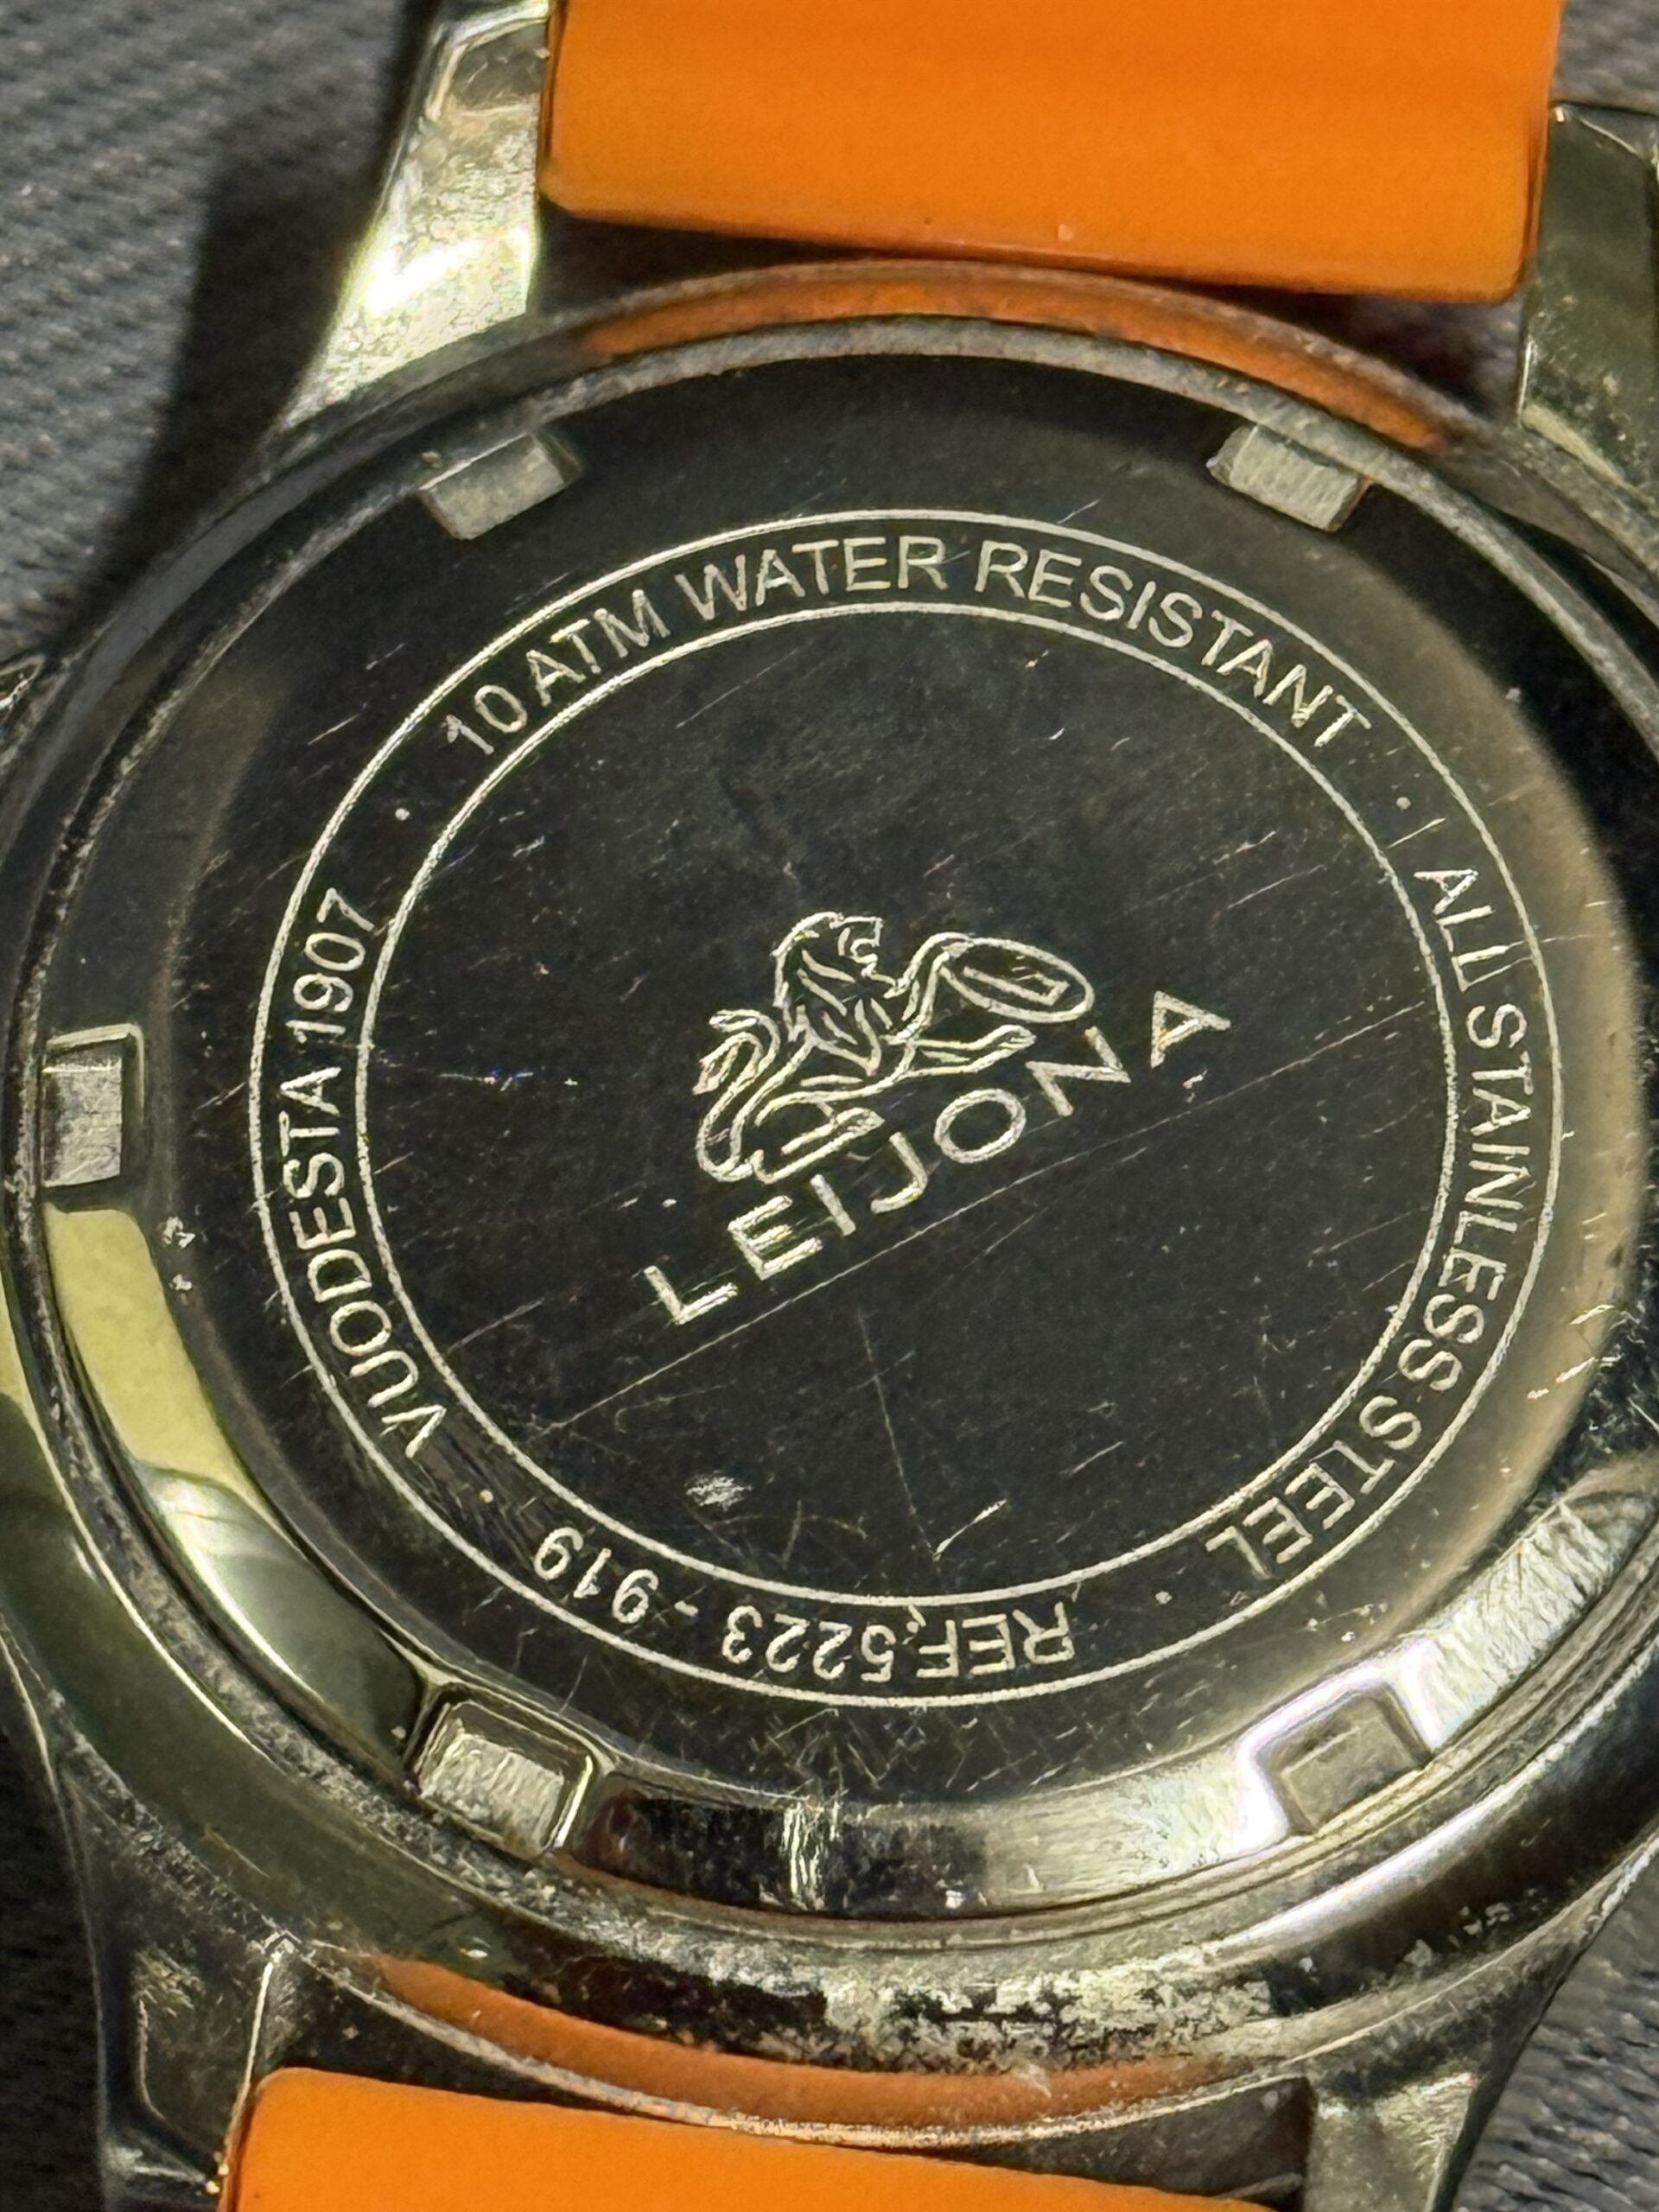 10 ATM WATER RESISTANT · ALL STAINLESS STEEL · REF.5223-919 · VUODESTA 1907 ·
LEIJONA